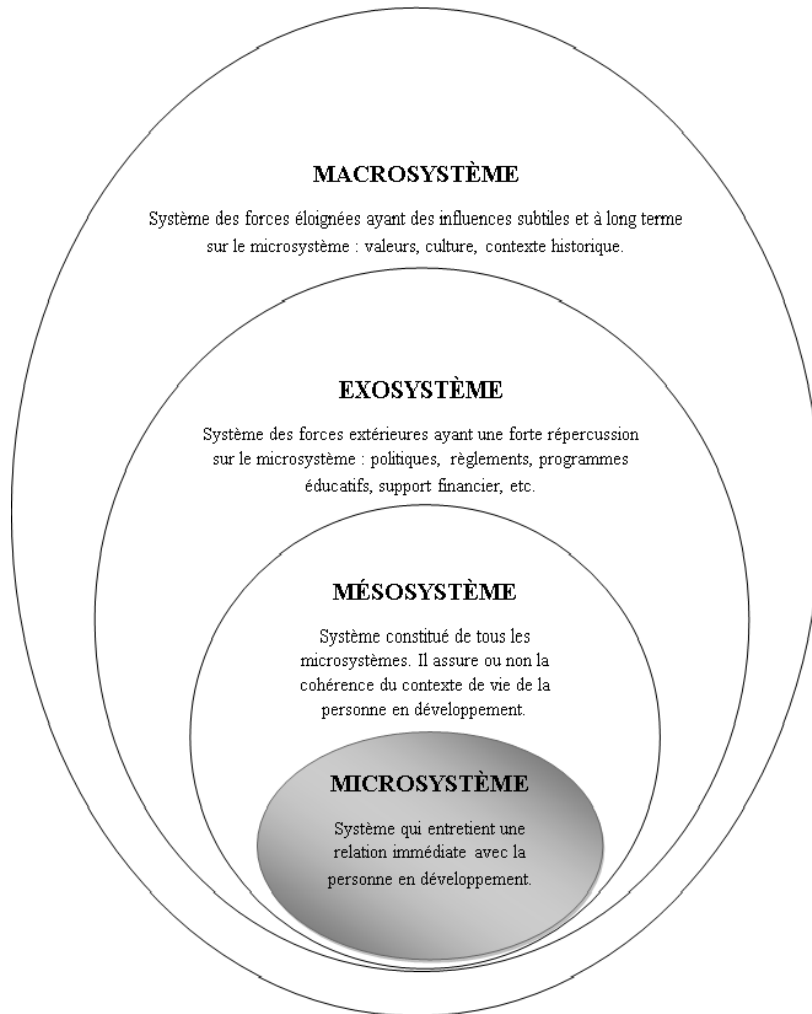 MACROSYSTÈME
Système des forces éloignées ayant des influences subtiles et à long terme
sur le microsystème : valeurs, culture, contexte historique.
EXOSYSTÈME
Système des forces extérieures ayant une forte répercussion
sur le microsystème : politiques, règlements, programmes
éducatifs, support financier, etc.
MÉSOSYSTÈME
Système constitué de tous les
microsystèmes. Il assure ou non la
cohérence du contexte de vie de la
personne en développement.
MICROSYSTÈME
Système qui entretient une
relation immédiate avec la
personne en développement.